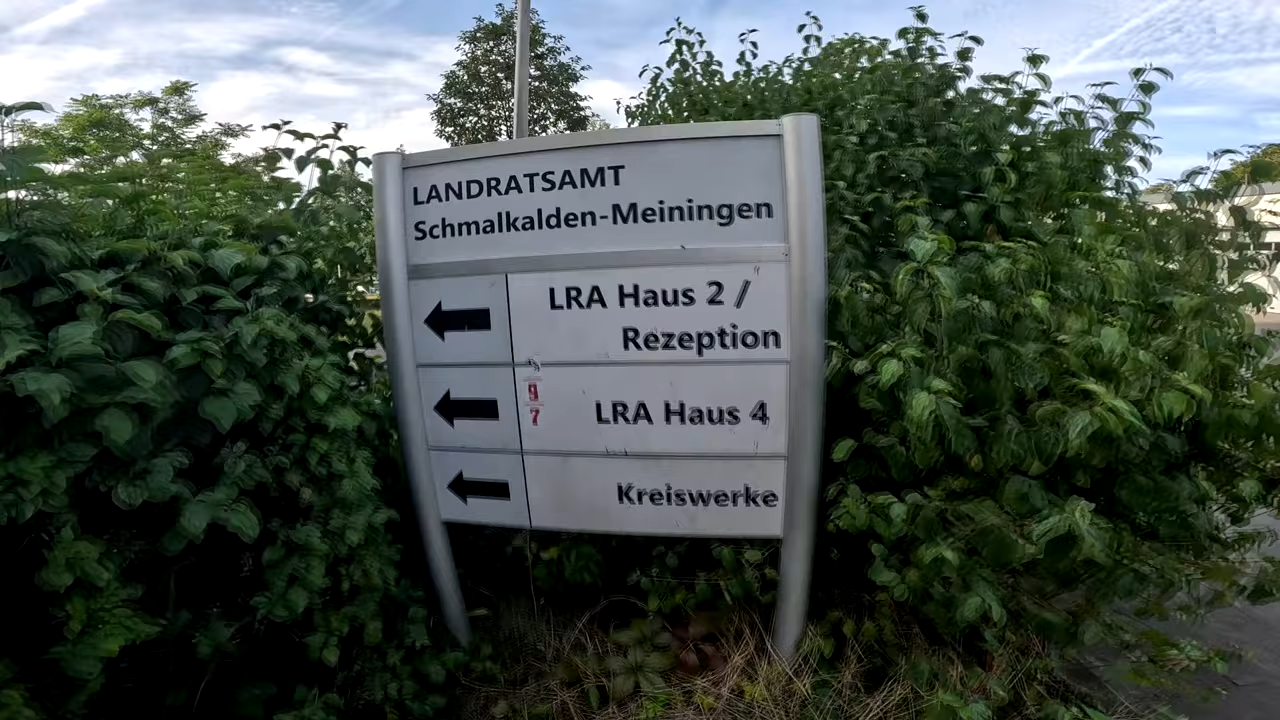 LANDRATSAMT
Schmalkalden-Meiningen
LRA Haus 2 /
Rezeption
LRA Haus 4
Kreiswerke